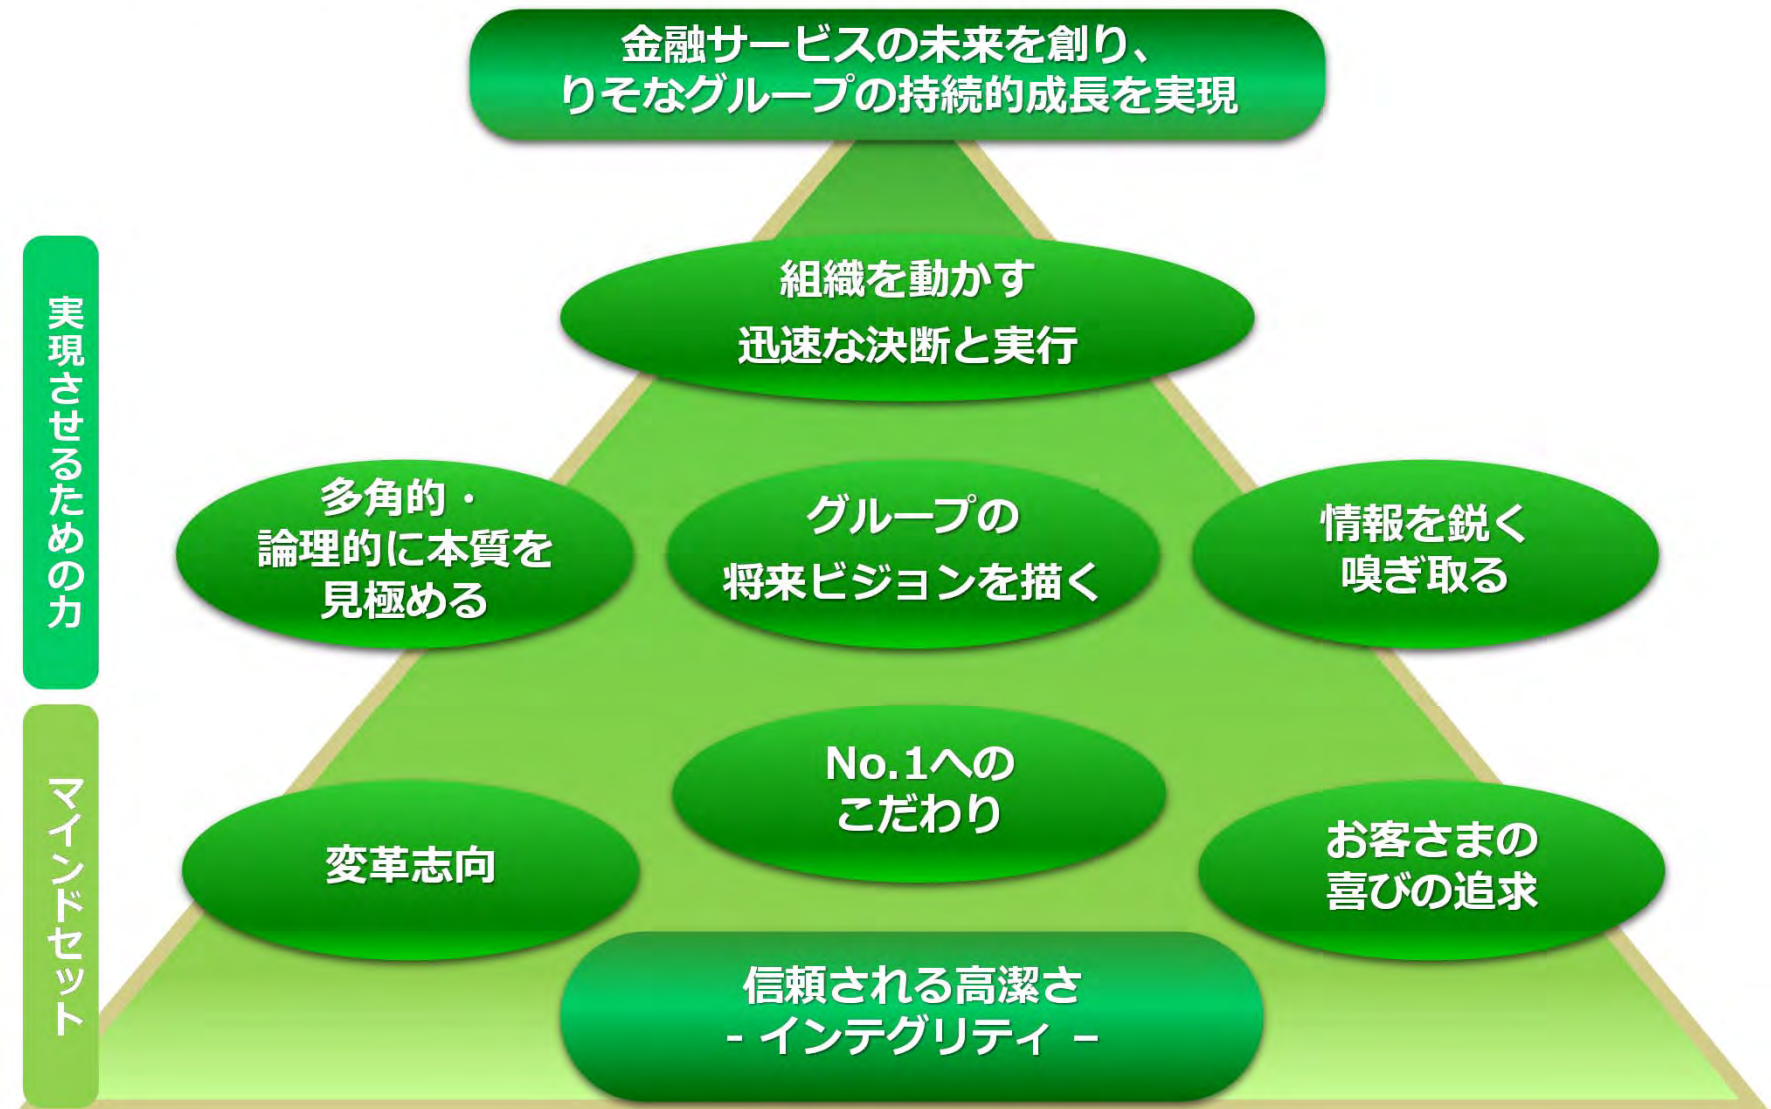 金融サービスの未来を創り、
りそなグループの持続的成長を実現
実現させるための力
組織を動かす
迅速な決断と実行
多角的・
論理的に本質を
見極める
グループの
将来ビジョンを描く
情報を鋭く
嗅ぎ取る
マインドセット
変革志向
No.1への
こだわり
お客さまの
喜びの追求
信頼される高潔さ
- インテグリティ –